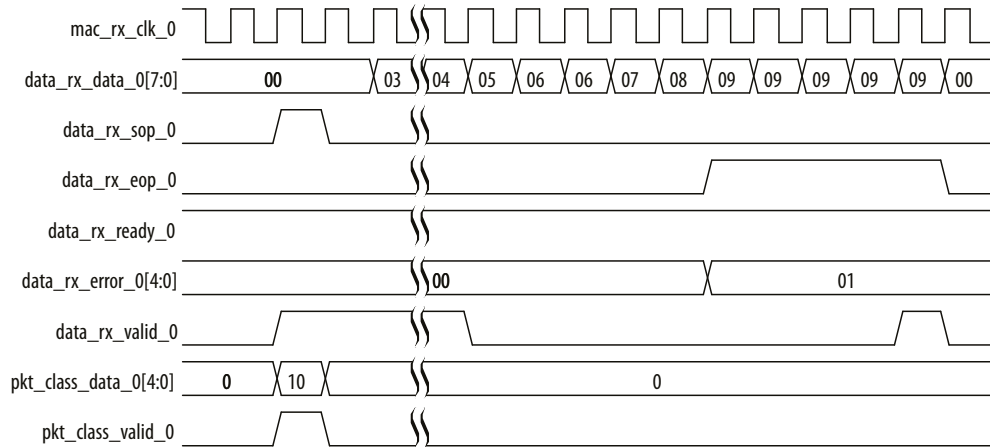 mac_rx_clk_0
data_rx_data_0[7:0] 00 03 04 05 06 06 07 08 09 09 09 09 09 00
data_rx_sop_0
data_rx_eop_0
data_rx_ready_0
data_rx_error_0[4:0] 00 01
data_rx_valid_0
pkt_class_data_0[4:0] 0 10 0
pkt_class_valid_0